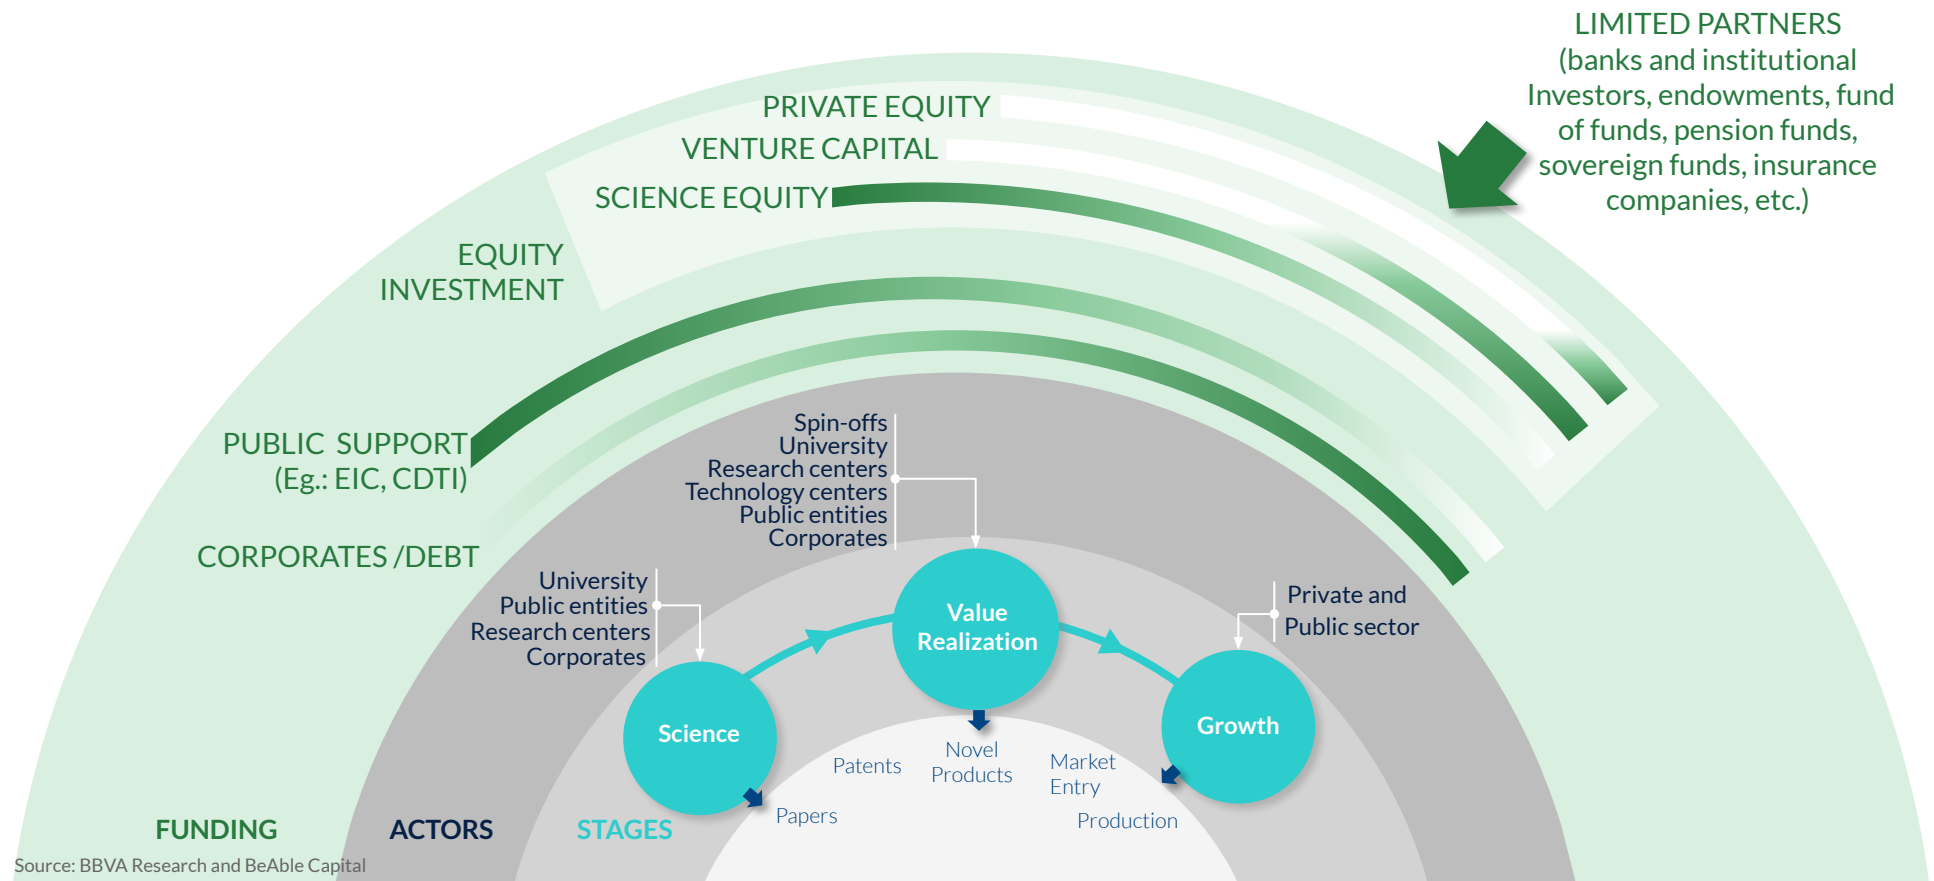 LIMITED PARTNERS
(banks and institutional
Investors, endowments, fund
of funds, pension funds,
sovereign funds, insurance
companies, etc.)
PRIVATE EQUITY
VENTURE CAPITAL
SCIENCE EQUITY
EQUITY
INVESTMENT
PUBLIC SUPPORT
(Eg.: EIC, CDTI)
CORPORATES /DEBT
Spin-offs
University
Research centers
Technology centers
Public entities
Corporates
University
Public entities
Research centers
Corporates
Private and
Public sector
Value
Realization
Science
Growth
Papers
Patents
Novel
Products
Market
Entry
Production
FUNDING
ACTORS
STAGES
Source: BBVA Research and BeAble Capital